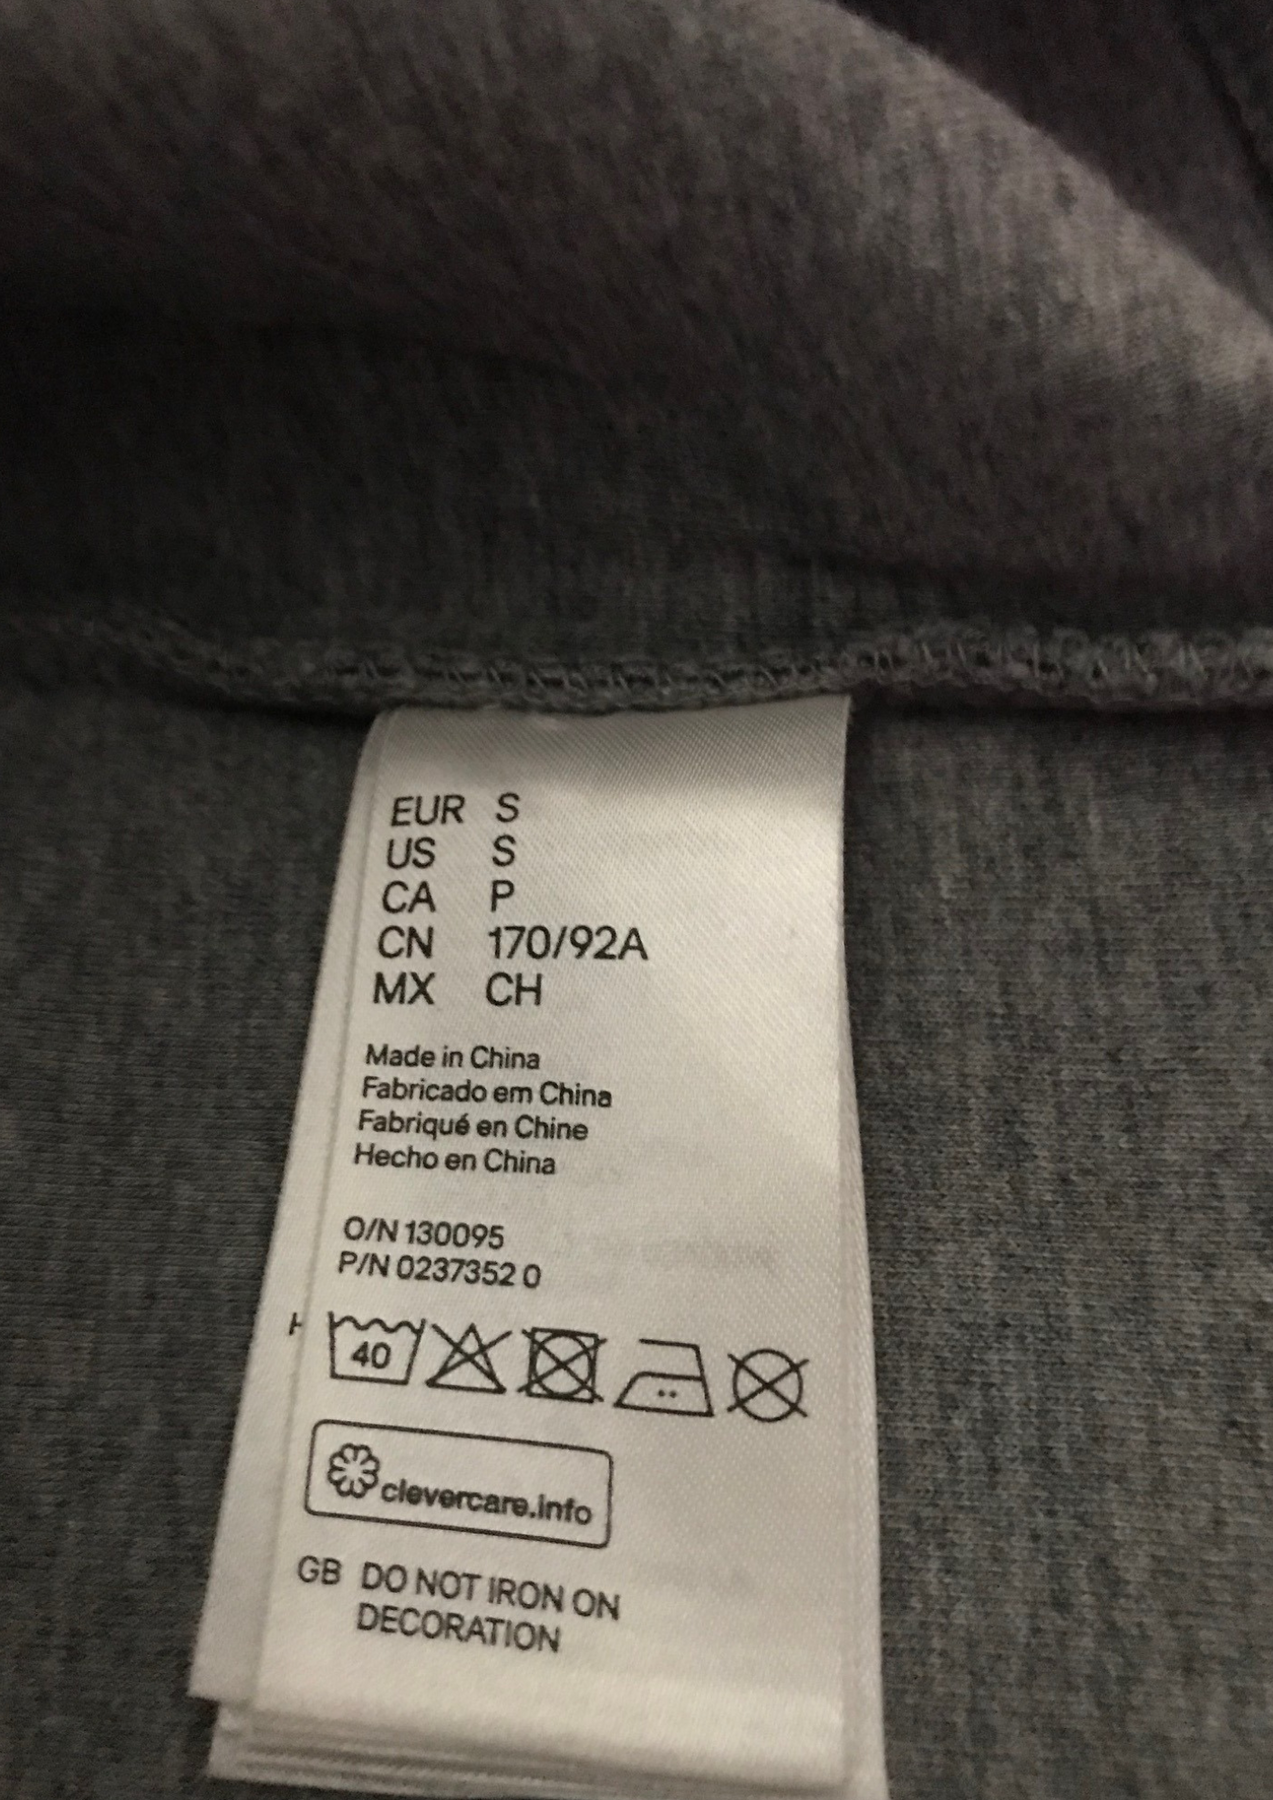 EUR S
US S
CA P
CN 170/92A
MX CH
Made in China
Fabricado em China
Fabriqué en Chine
Hecho en China
O/N 130095
P/N 0237352 0
40
clevercare.info
GB DO NOT IRON ON
DECORATION